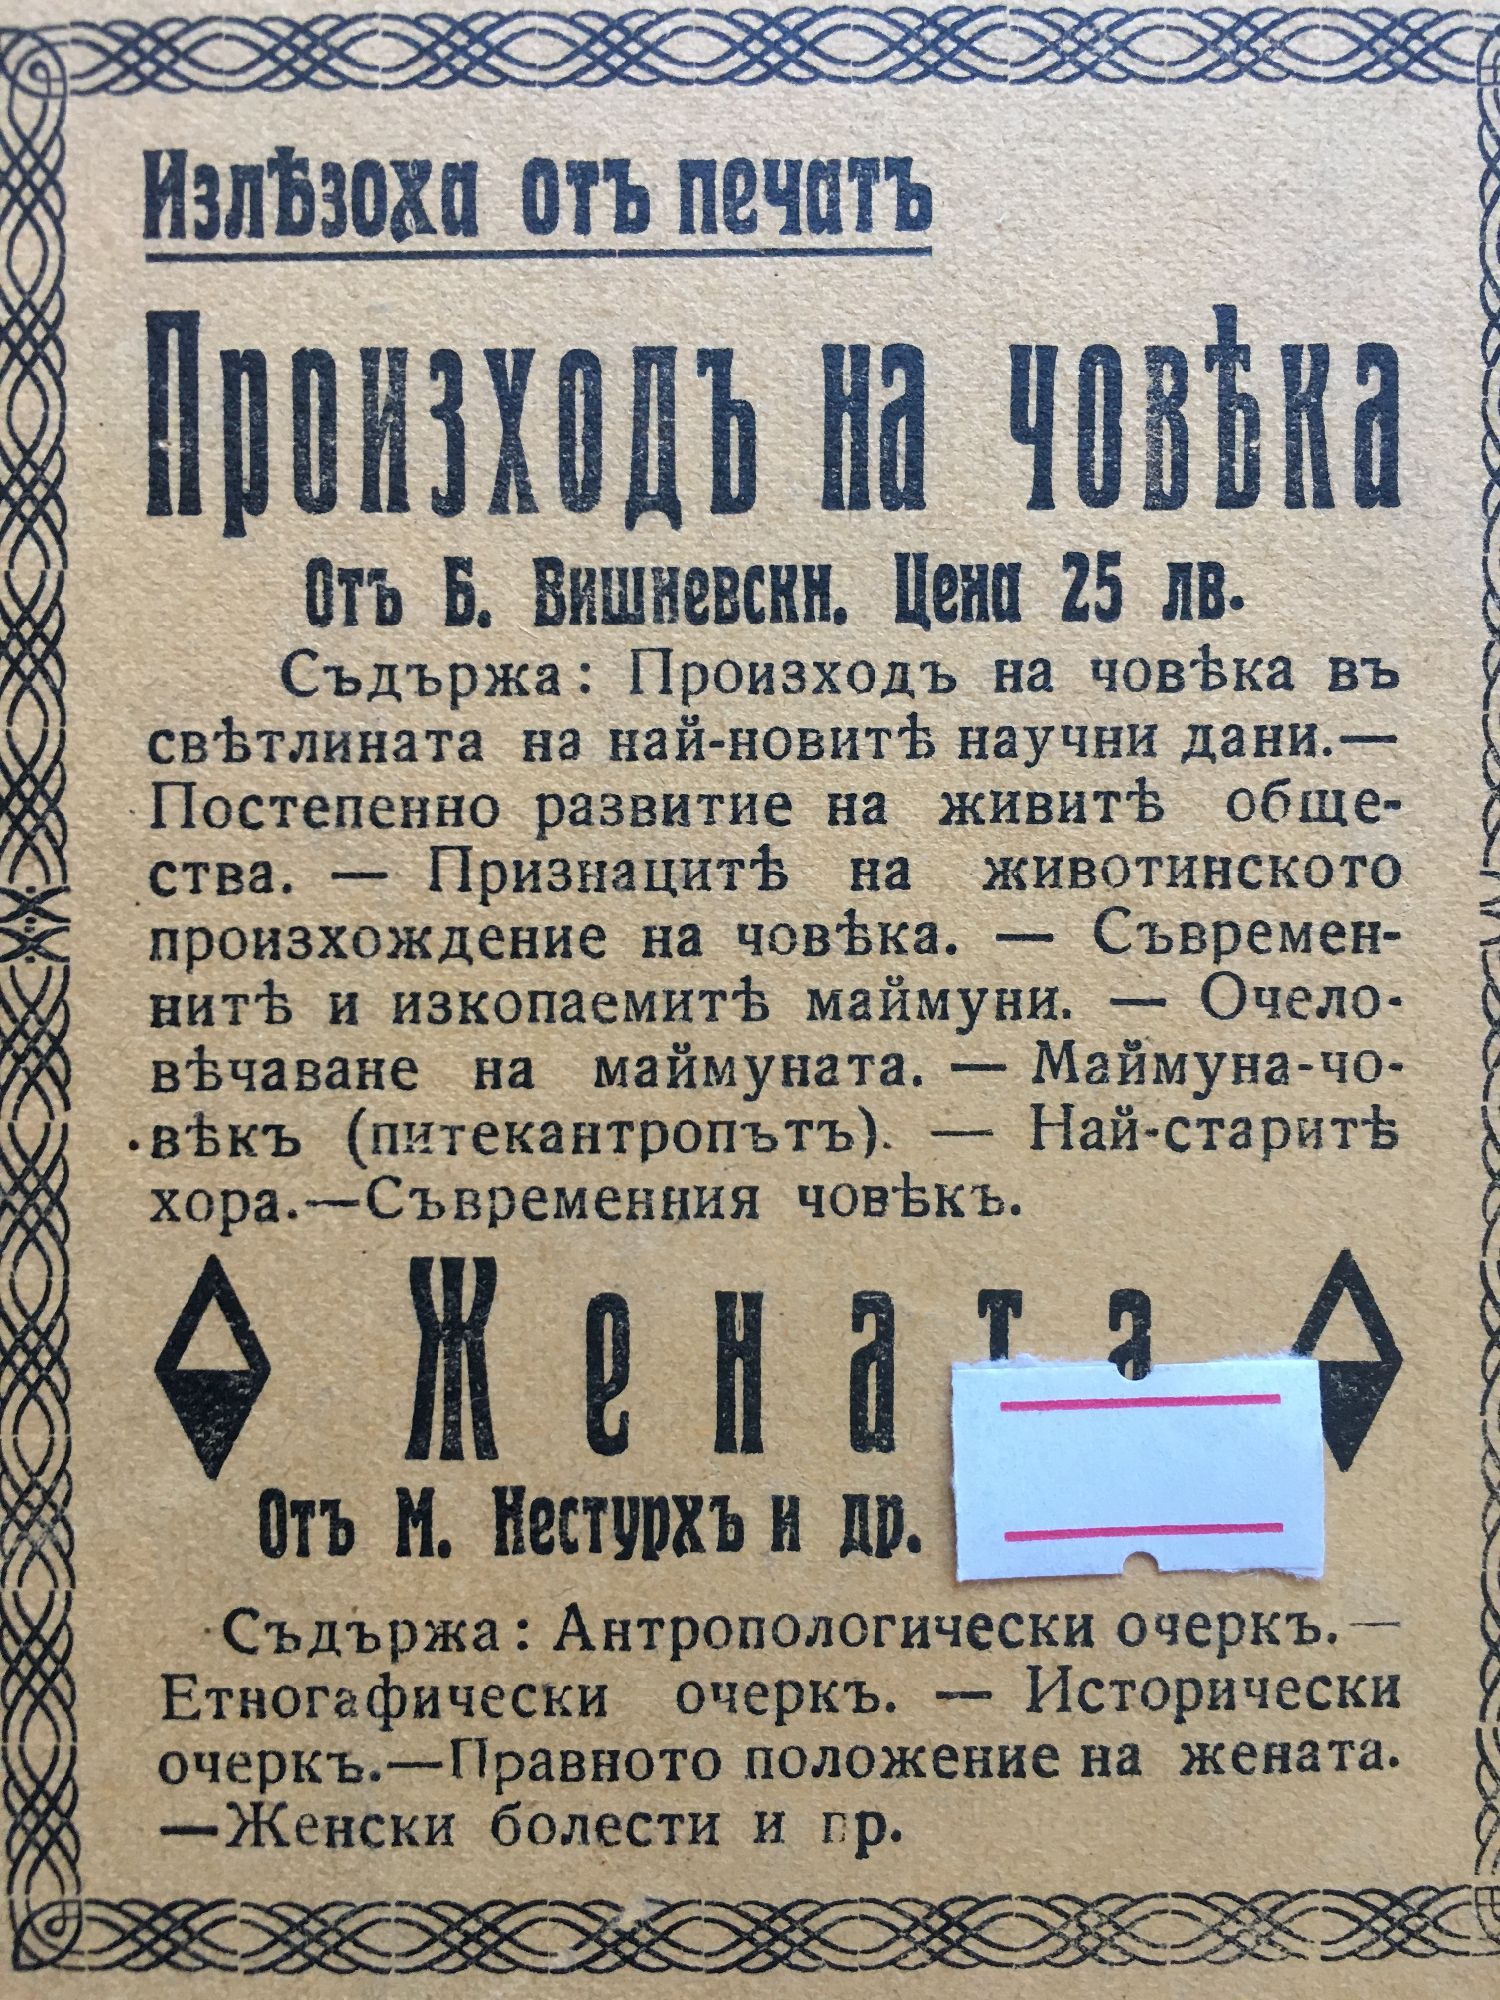 Излѣзоха отъ печатъ
Произходъ на човѣка
Отъ Б. Вишневски. Цена 25 лв.
Съдържа: Произходъ на човѣка въ
свѣтлината на най-новитѣ научни дани.—
Постепенно развитие на живитѣ обще-
ства. — Признацитѣ на животинското
произхождение на човѣка. — Съвремен-
нитѣ и изкопаемитѣ маймуни. — Очело-
вѣчаване на маймуната. — Маймуна-чо-
вѣкъ (питекантропътъ). — Най-старитѣ
хора.—Съвременния човѣкъ.
Жената
Отъ М. Нестурхъ и др.
Съдържа: Антропологически очеркъ.—
Етногафически очеркъ. — Исторически
очеркъ.—Правното положение на жената.
—Женски болести и пр.